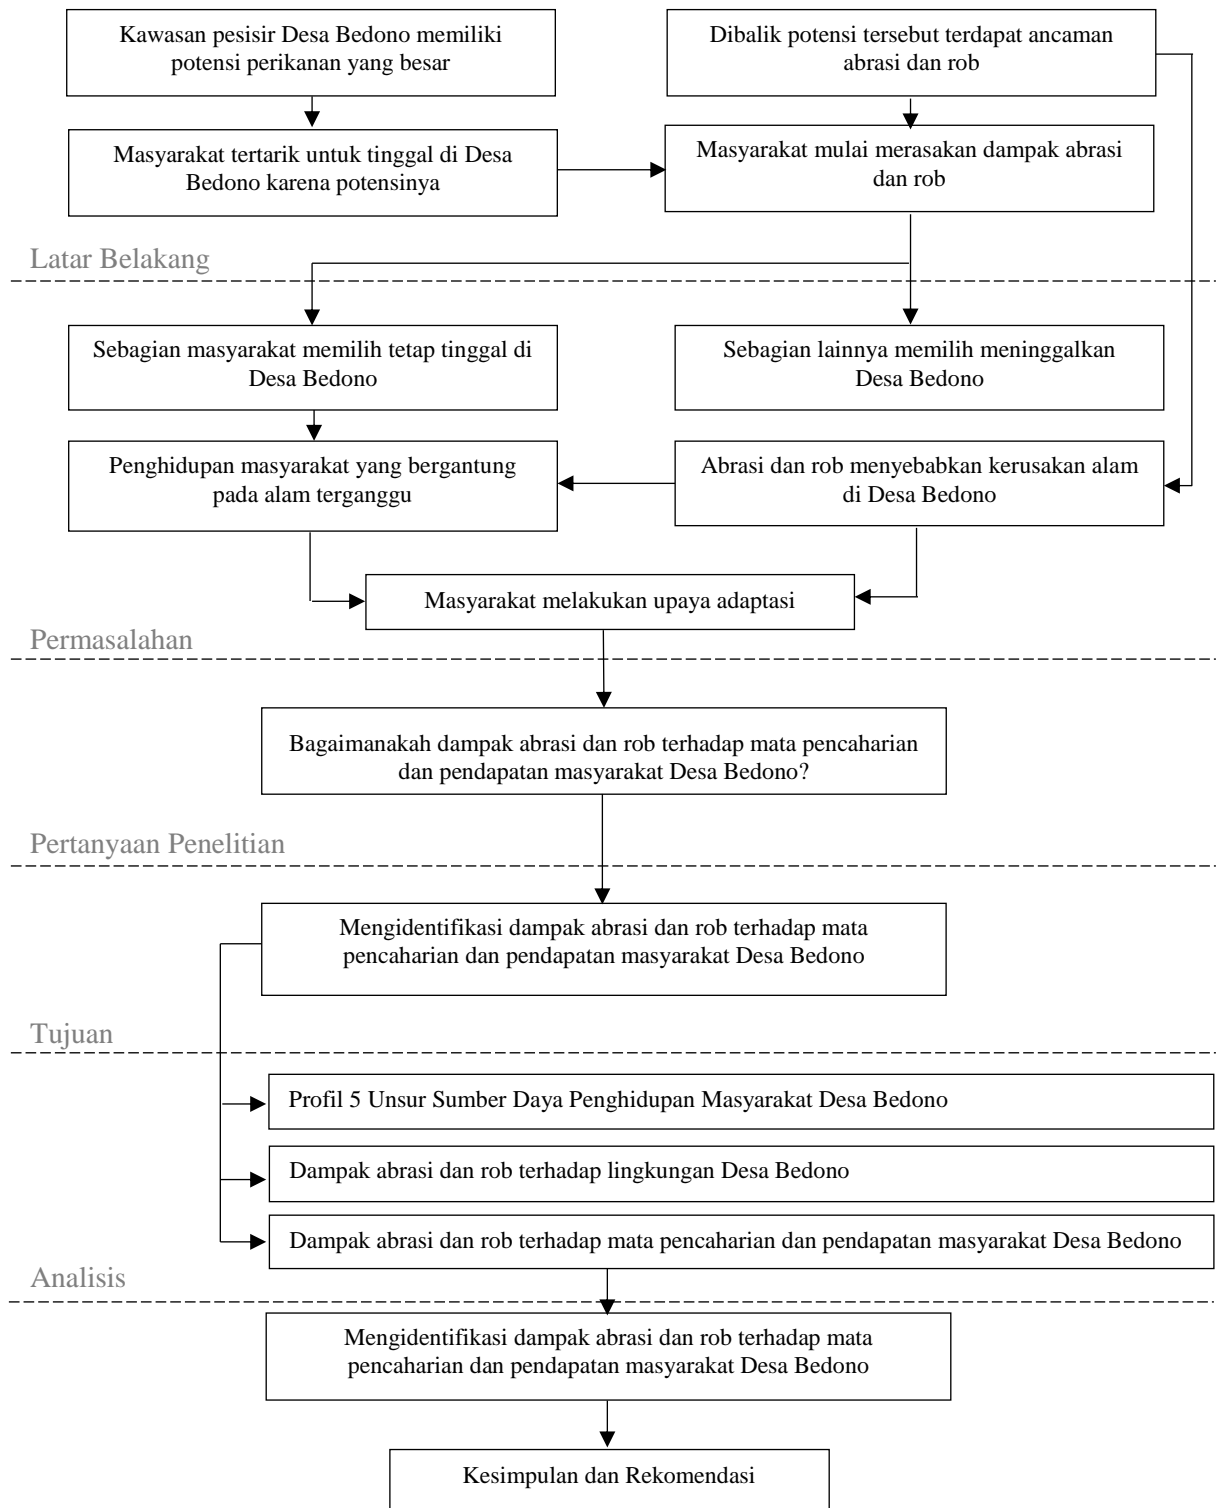 Kawasan pesisir Desa Bedono memiliki
potensi perikanan yang besar
Dibalik potensi tersebut terdapat ancaman
abrasi dan rob
Masyarakat tertarik untuk tinggal di Desa
Bedono karena potensinya
Masyarakat mulai merasakan dampak abrasi
dan rob
Latar Belakang
Sebagian masyarakat memilih tetap tinggal di
Desa Bedono
Sebagian lainnya memilih meninggalkan
Desa Bedono
Penghidupan masyarakat yang bergantung
pada alam terganggu
Abrasi dan rob menyebabkan kerusakan alam
di Desa Bedono
Masyarakat melakukan upaya adaptasi
Permasalahan
Bagaimanakah dampak abrasi dan rob terhadap mata pencaharian
dan pendapatan masyarakat Desa Bedono?
Pertanyaan Penelitian
Mengidentifikasi dampak abrasi dan rob terhadap mata
pencaharian dan pendapatan masyarakat Desa Bedono
Tujuan
Profil 5 Unsur Sumber Daya Penghidupan Masyarakat Desa Bedono
Dampak abrasi dan rob terhadap lingkungan Desa Bedono
Dampak abrasi dan rob terhadap mata pencaharian dan pendapatan masyarakat Desa Bedono
Analisis
Mengidentifikasi dampak abrasi dan rob terhadap mata
pencaharian dan pendapatan masyarakat Desa Bedono
Kesimpulan dan Rekomendasi